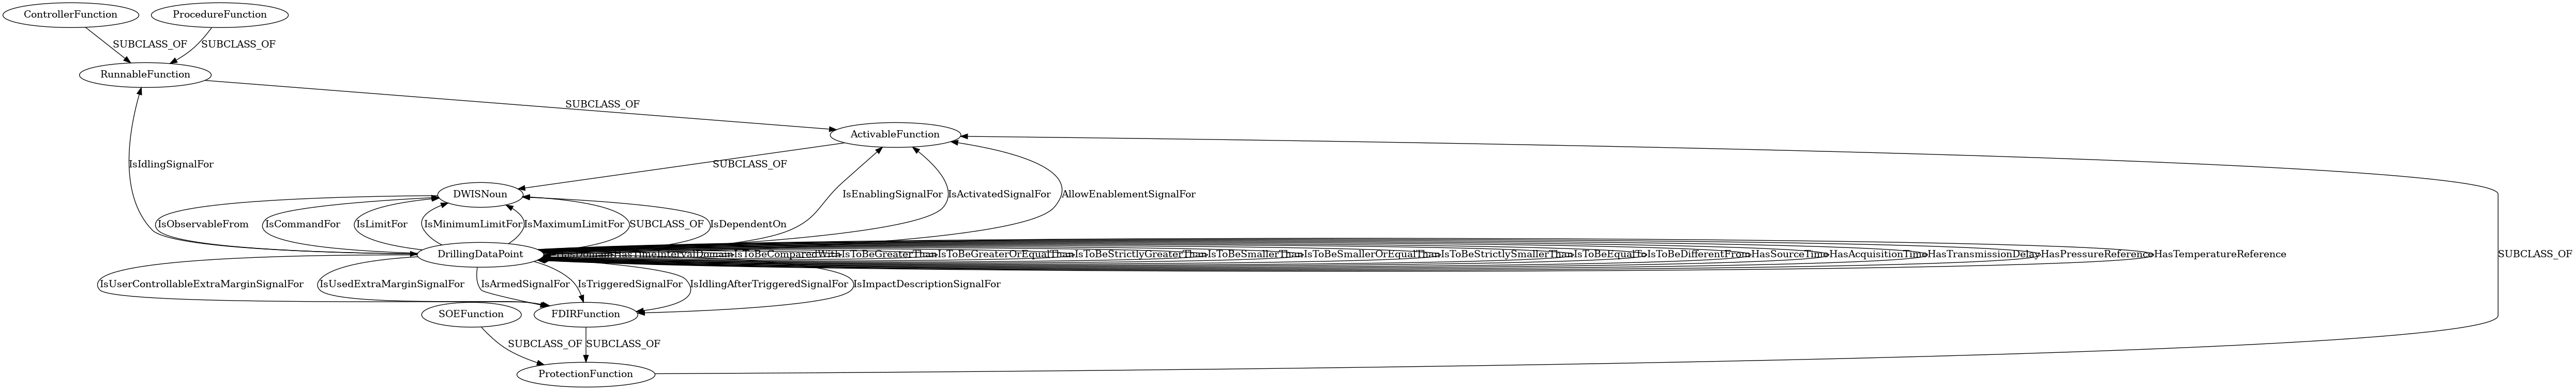 ControllerFunction
ProcedureFunction
SUBCLASS_OF
SUBCLASS_OF
RunnableFunction
SUBCLASS_OF
ActivableFunction
IsIdlingSignalFor
SUBCLASS_OF
DWISNoun
IsEnablingSignalFor
IsActivatedSignalFor
AllowEnablementSignalFor
IsObservableFrom
IsCommandFor
IsLimitFor
IsMinimumLimitFor
IsMaximumLimitFor
SUBCLASS_OF
IsDependentOn
DrillingDataPoint
HasTimeIntervalDomain
IsToBeComparedWith
IsToBeGreaterThan
IsToBeGreaterOrEqualThan
IsToBeStrictlyGreaterThan
IsToBeSmallerThan
IsToBeSmallerOrEqualThan
IsToBeStrictlySmallerThan
IsToBeEqualTo
IsToBeDifferentFrom
HasSourceTime
HasAcquisitionTime
HasTransmissionDelay
HasPressureReference
HasTemperatureReference
SUBCLASS_OF
IsUserControllableExtraMarginSignalFor
IsUsedExtraMarginSignalFor
IsArmedSignalFor
IsTriggeredSignalFor
IsIdlingAfterTriggeredSignalFor
IsImpactDescriptionSignalFor
SOEFunction
FDIRFunction
SUBCLASS_OF
SUBCLASS_OF
ProtectionFunction